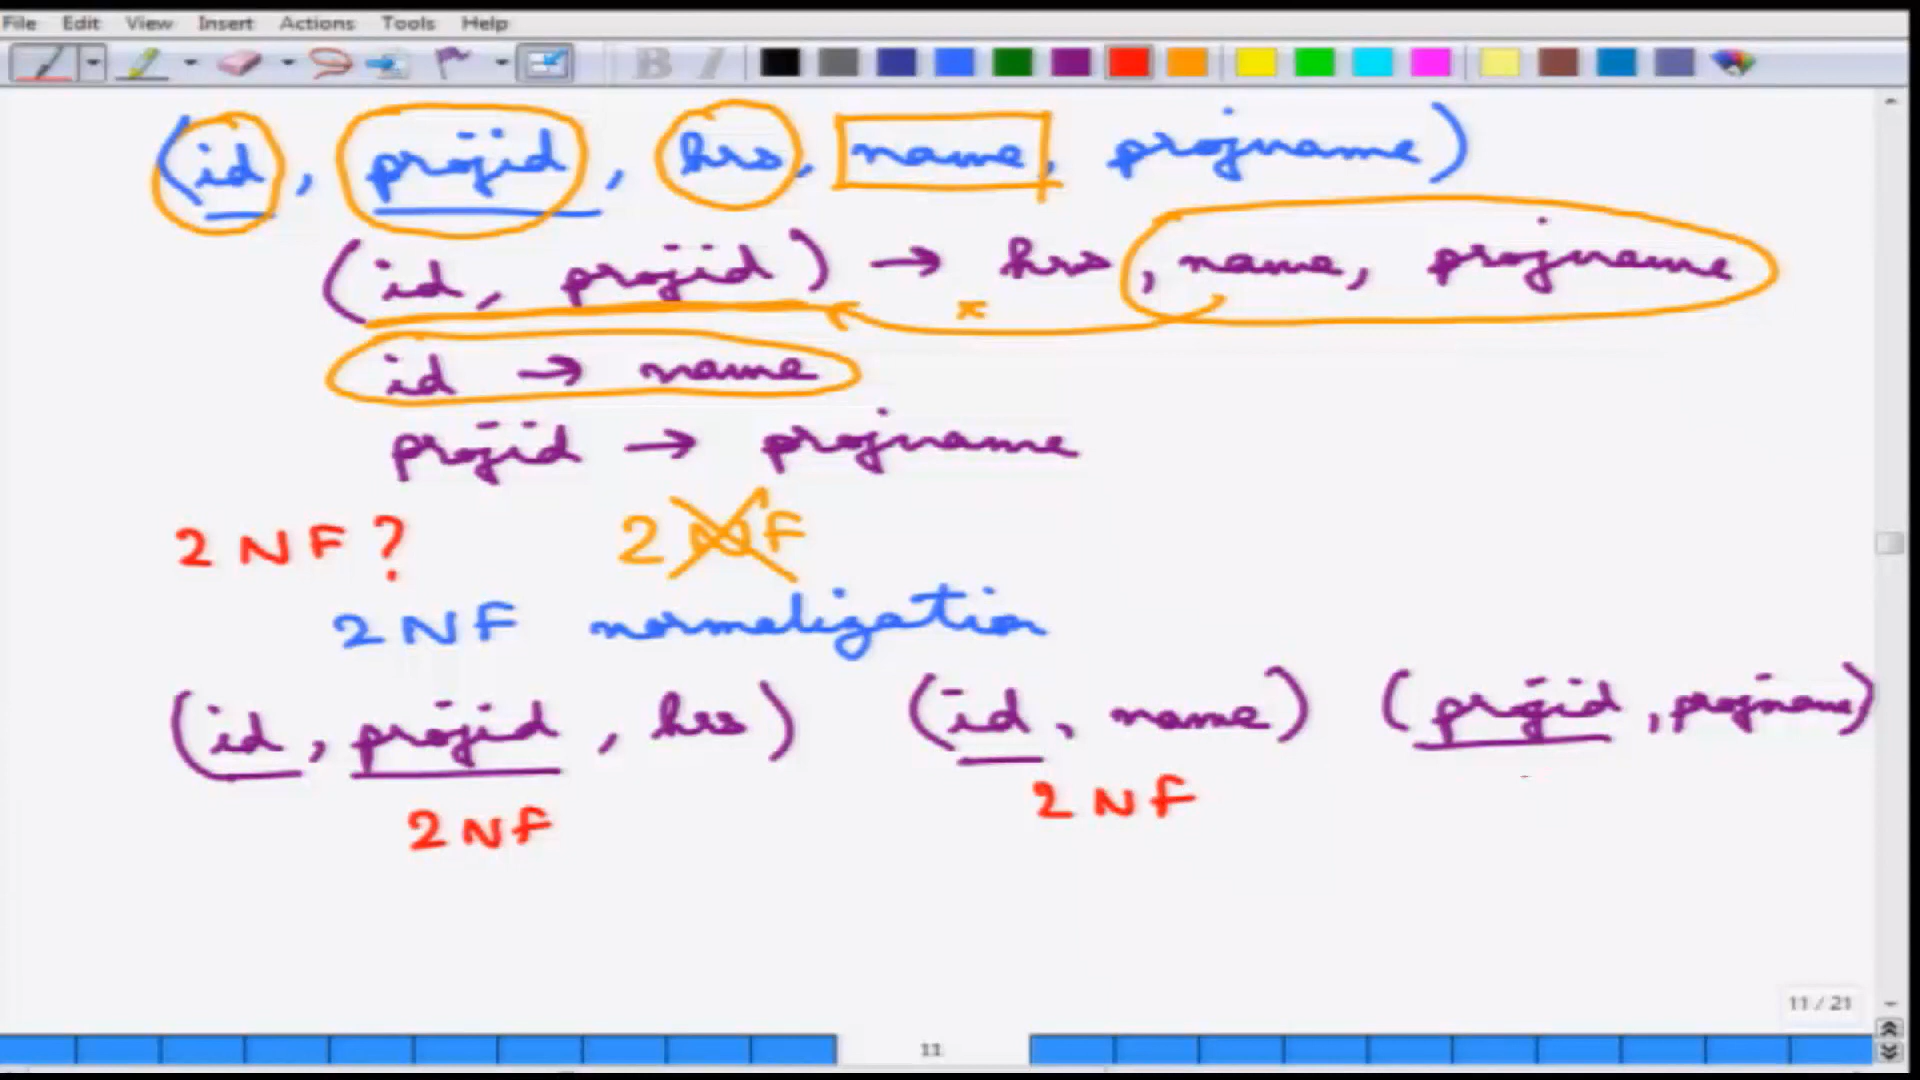 File Edit View Insert Actions Tools Help
B I
(id, projid, hrs, name, projname)
(id, projid) → hrs, name, projname
x
id → name
projid → projname
2NF? 2NF
2NF normalization
(id, projid, hrs) (id, name) (projid, projname)
2NF 2NF
11 / 21
11